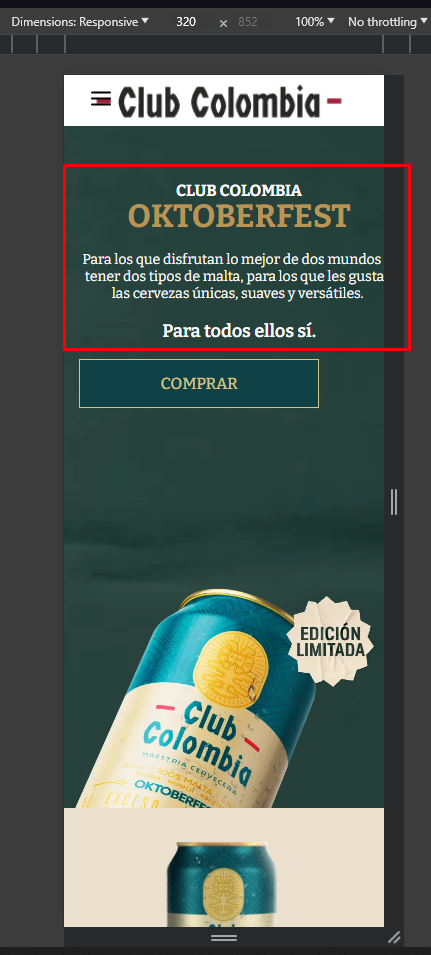 Dimensions: Responsive 320 × 852 100% No throttling
Club Colombia
CLUB COLOMBIA
OKTOBERFEST
Para los que disfrutan lo mejor de dos mundos
tener dos tipos de malta, para los que les gusta
las cervezas únicas, suaves y versátiles.
Para todos ellos sí.
COMPRAR
EDICIÓN
LIMITADA
Club
Colombia
MAESTRÍA CERVECERA
100% MALTA
OKTOBERFES
EXCESO